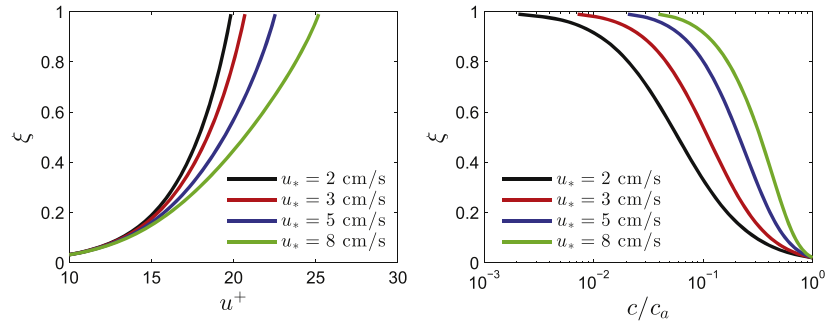 1
0.8
0.6
0.4
0.2
0
ξ
10 15 20 25 30
u⁺
u* = 2 cm/s
u* = 3 cm/s
u* = 5 cm/s
u* = 8 cm/s
1
0.8
0.6
0.4
0.2
0
ξ
10⁻³ 10⁻² 10⁻¹ 10⁰
c/cₐ
u* = 2 cm/s
u* = 3 cm/s
u* = 5 cm/s
u* = 8 cm/s